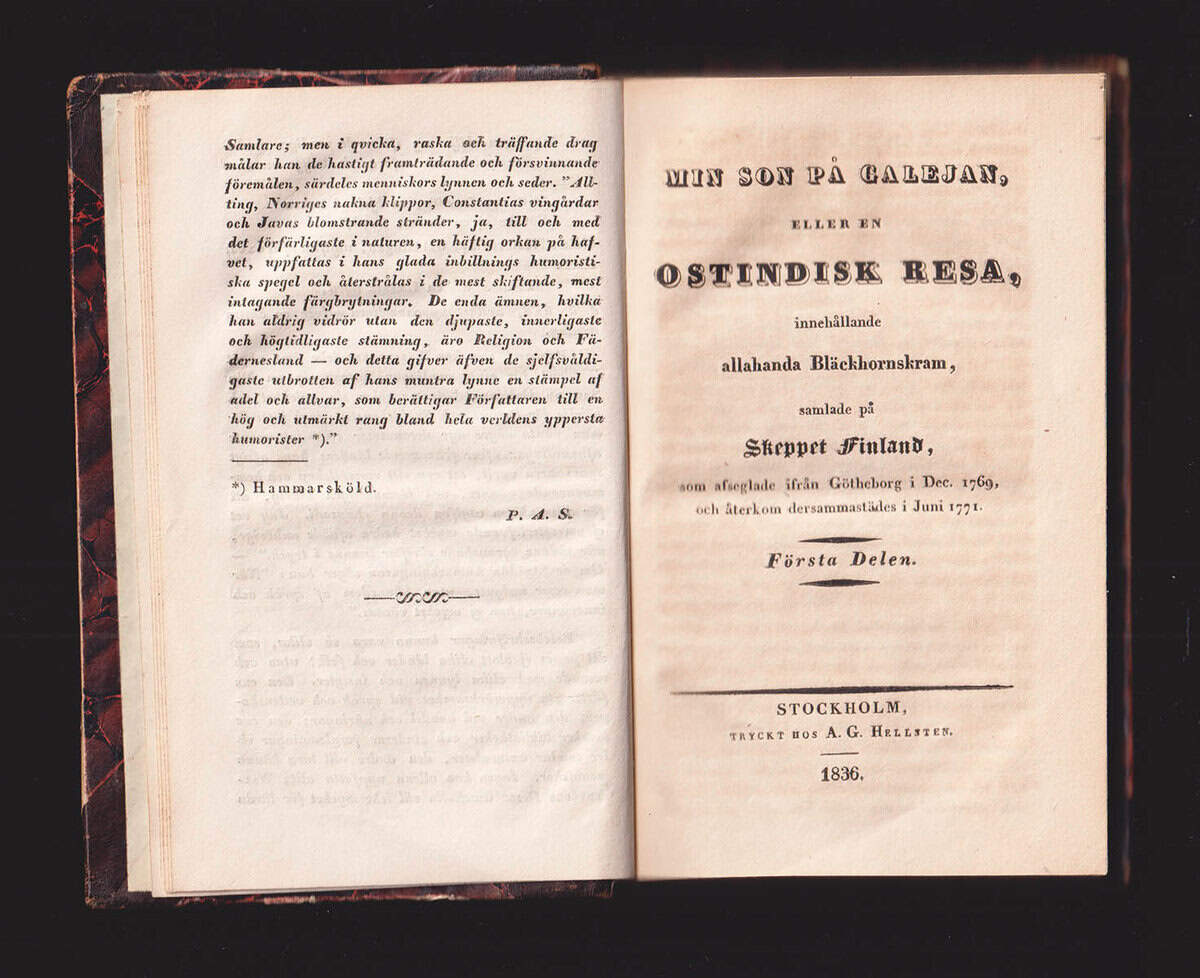 Samlare; men i qvicka, raska och träffande drag
målar han de hastigt framträdande och försvinnande
föremålen, särdeles menniskors lynnen och seder. "All-
ting, Norriges nakna klippor, Constantias vingårdar
och Javas blomstrande stränder, ja, till och med
det förfärligaste i naturen, en häftig orkan på haf-
vet, uppfattas i hans glada inbillnings humoristi-
ska spegel och återstrålas i de mest skiftande, mest
intagande färgbrytningar. De enda ämnen, hvilka
han aldrig vidrör utan den djupaste, innerligaste
och högtidligaste stämning, äro Religion och Fä-
dernesland — och detta gifver äfven de sjelfsvåldi-
gaste utbrotten af hans muntra lynne en stämpel af
adel och allvar, som berättigar Författaren till en
hög och utmärkt rang bland hela verldens yppersta
humorister *)."
*) Hammarsköld.
P. A. S.
MIN SON PÅ GALEJAN,
ELLER EN
OSTINDISK RESA,
innehållande
allahanda Bläckhornskram,
samlade på
Skeppet Finland,
som afseglade ifrån Götheborg i Dec. 1769,
och återkom dersammastädes i Juni 1771.
Första Delen.
STOCKHOLM,
TRYCKT HOS A. G. HELLSTEN.
1836.